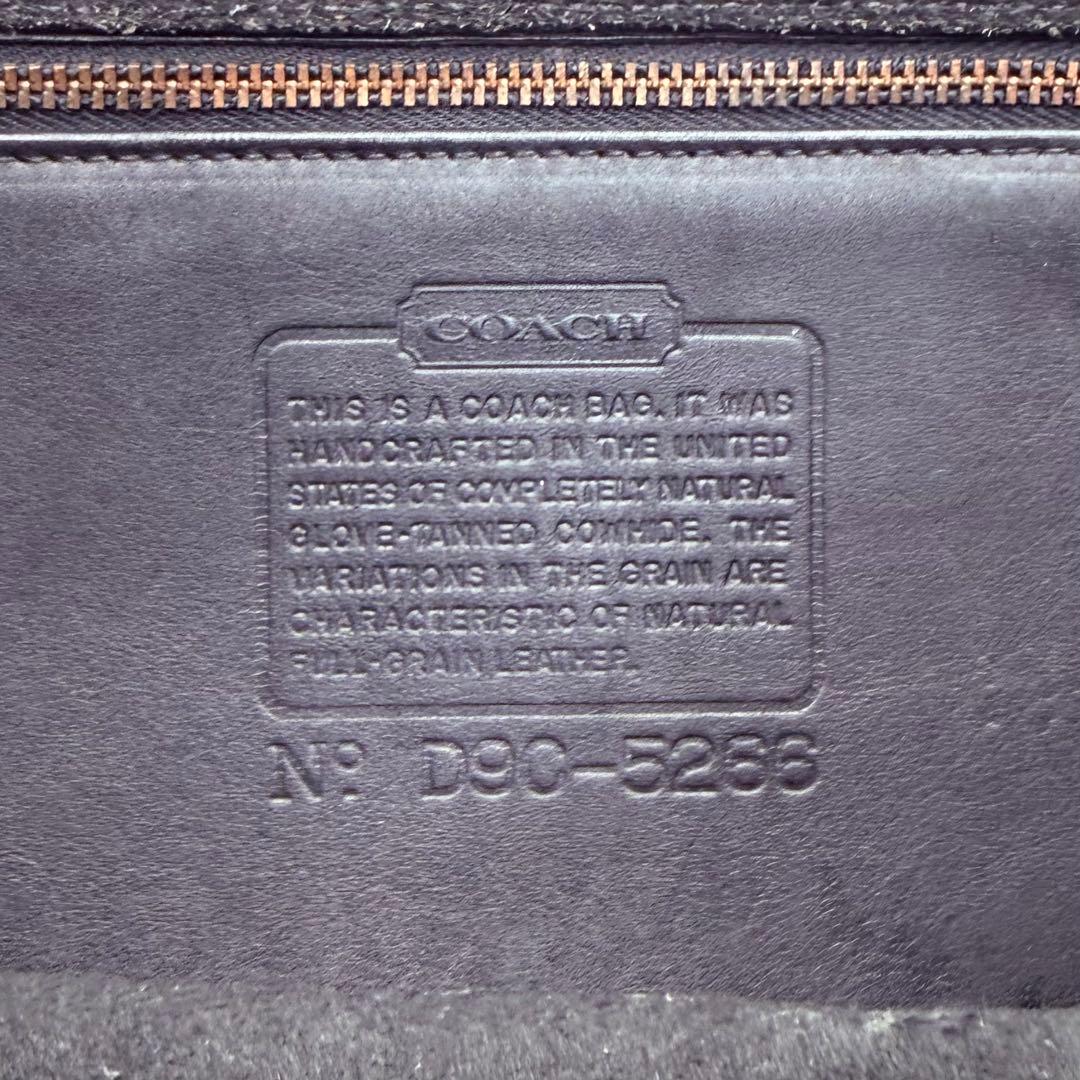 COACH
THIS IS A COACH BAG. IT WAS
HANDCRAFTED IN THE UNITED
STATES OF COMPLETELY NATURAL
GLOVE-TANNED COWHIDE. THE
VARIATIONS IN THE GRAIN ARE
CHARACTERISTIC OF NATURAL
FULL-GRAIN LEATHER.
Nº D9C-5266